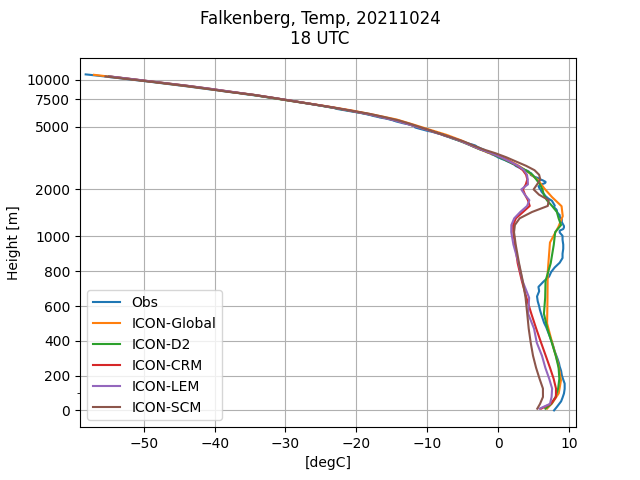 Falkenberg, Temp, 20211024
18 UTC
Height [m]
10000
7500
5000
2000
1000
800
600
400
200
0
Obs
ICON-Global
ICON-D2
ICON-CRM
ICON-LEM
ICON-SCM
−50
−40
−30
−20
−10
0
10
[degC]